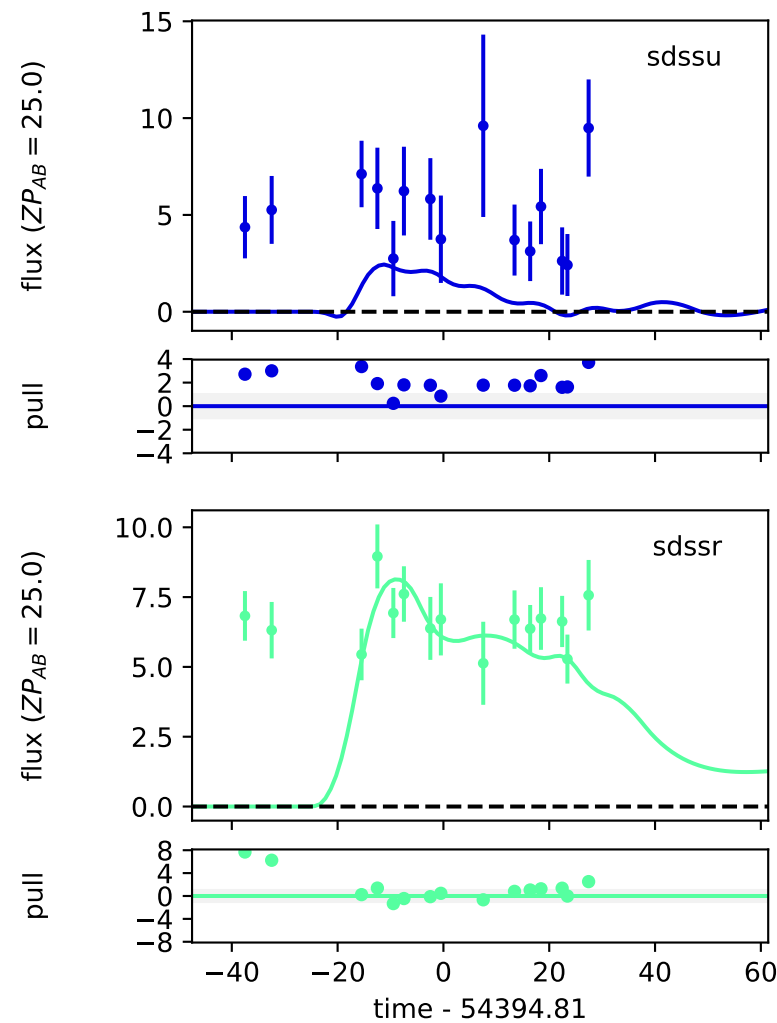 15
10
5
0
flux (ZP_AB = 25.0)
sdssu
4
2
0
−2
−4
pull
10.0
7.5
5.0
2.5
0.0
flux (ZP_AB = 25.0)
sdssr
8
4
0
−4
−8
pull
−40 −20 0 20 40 60
time - 54394.81